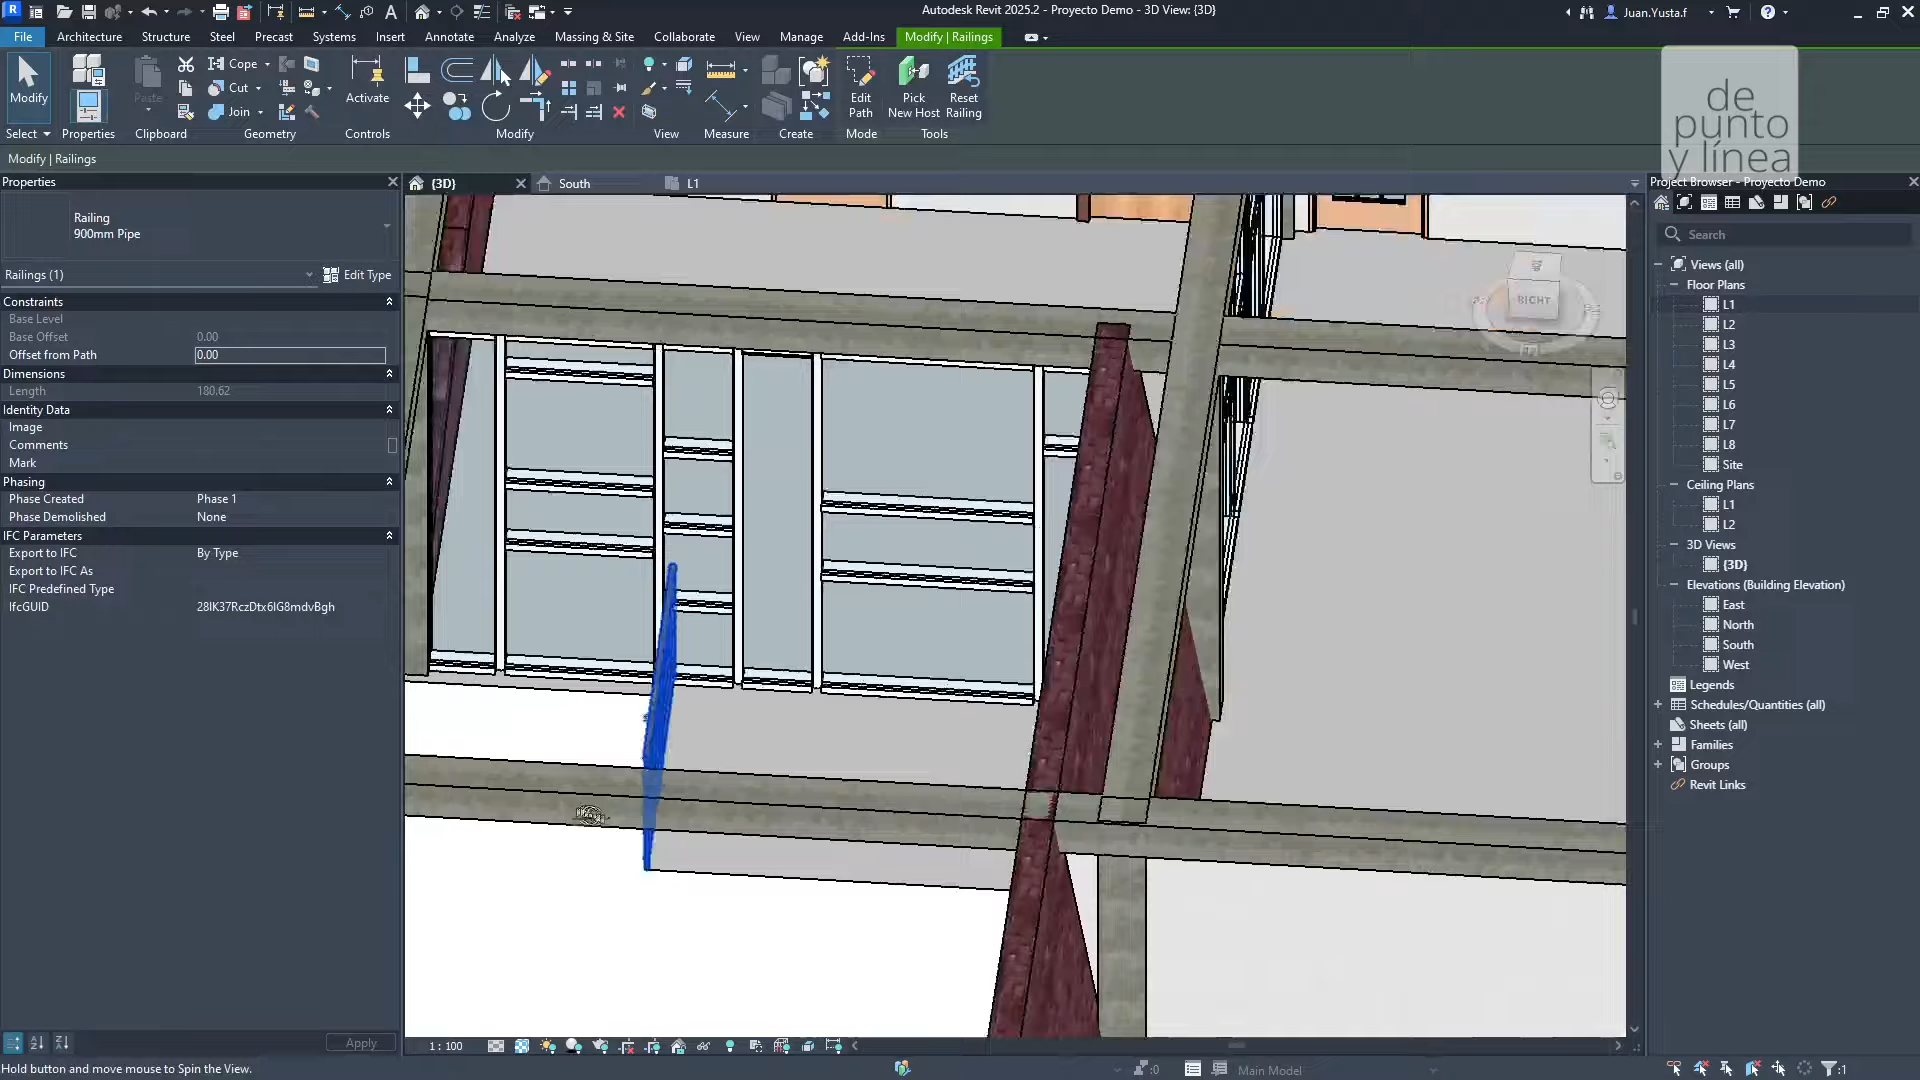 Autodesk Revit 2025.2 - Proyecto Demo - 3D View: {3D}
Juan.Yusta.f
File
Architecture
Structure
Steel
Precast
Systems
Insert
Annotate
Analyze
Massing & Site
Collaborate
View
Manage
Add-Ins
Modify | Railings
Modify
Paste
Cope
Cut
Join
Activate
Edit
Path
Pick
New Host
Reset
Railing
Select
Properties
Clipboard
Geometry
Controls
Modify
View
Measure
Create
Mode
Tools
de
punto
y línea
Modify | Railings
Properties
Railing
900mm Pipe
Railings (1)
Edit Type
Constraints
Base Level
Base Offset 0.00
Offset from Path 0.00
Dimensions
Length 180.62
Identity Data
Image
Comments
Mark
Phasing
Phase Created Phase 1
Phase Demolished None
IFC Parameters
Export to IFC By Type
Export to IFC As
IFC Predefined Type
IfcGUID 28IK37RczDtx6lG8mdvBgh
Apply
{3D}
South
L1
RIGHT
Project Browser - Proyecto Demo
Search
Views (all)
Floor Plans
L1
L2
L3
L4
L5
L6
L7
L8
Site
Ceiling Plans
L1
L2
3D Views
{3D}
Elevations (Building Elevation)
East
North
South
West
Legends
Schedules/Quantities (all)
Sheets (all)
Families
Groups
Revit Links
1 : 100
Hold button and move mouse to Spin the View.
:0
Main Model
:1